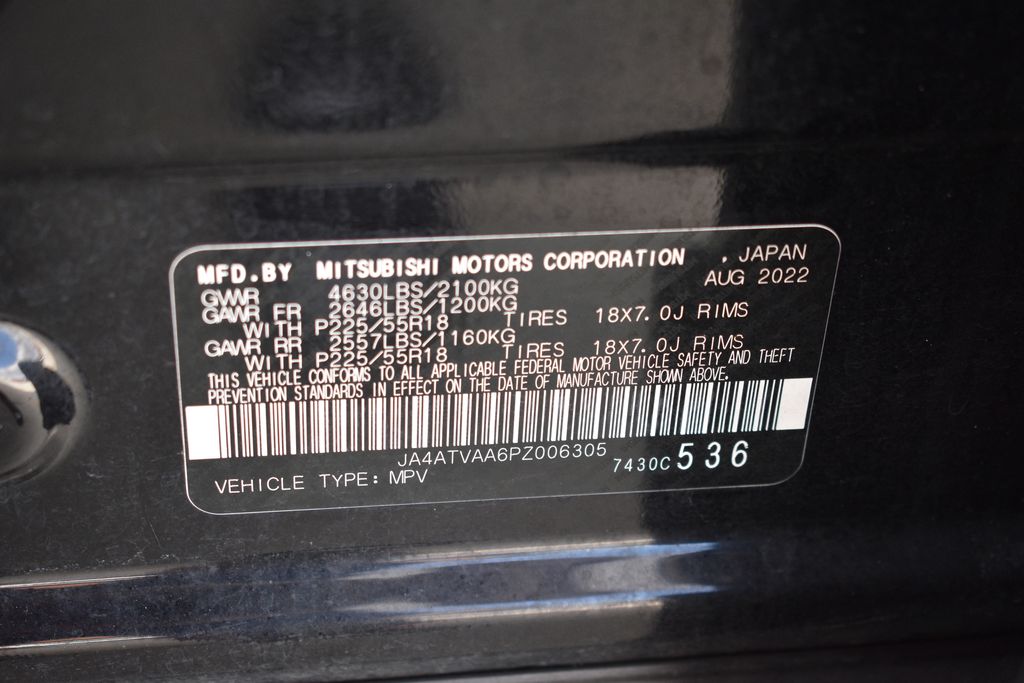 MFD.BY MITSUBISHI MOTORS CORPORATION , JAPAN
AUG 2022
GVWR 4630LBS/2100KG
GAWR FR 2646LBS/1200KG
WITH P225/55R18 TIRES 18X7.0J RIMS
GAWR RR 2557LBS/1160KG
WITH P225/55R18 TIRES 18X7.0J RIMS
THIS VEHICLE CONFORMS TO ALL APPLICABLE FEDERAL MOTOR VEHICLE SAFETY AND THEFT
PREVENTION STANDARDS IN EFFECT ON THE DATE OF MANUFACTURE SHOWN ABOVE.
JA4ATVAA6PZ006305
7430C 536
VEHICLE TYPE: MPV